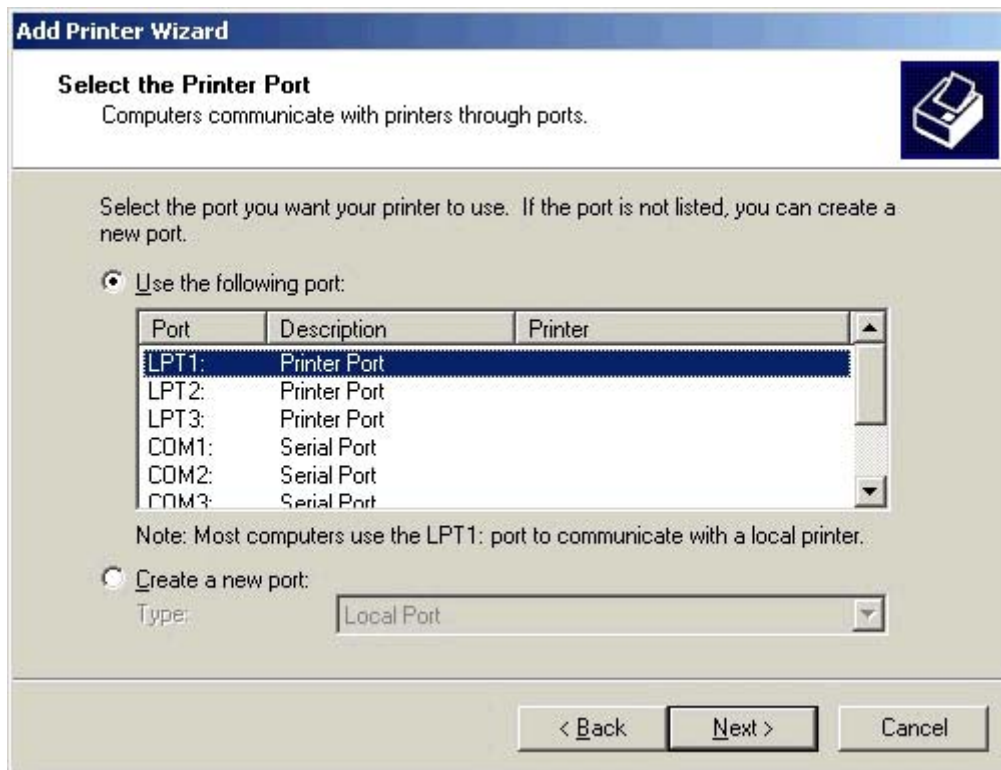 Add Printer Wizard
Select the Printer Port
Computers communicate with printers through ports.
Select the port you want your printer to use.  If the port is not listed, you can create a
new port.
Use the following port:
Port Description Printer
LPT1: Printer Port
LPT2: Printer Port
LPT3: Printer Port
COM1: Serial Port
COM2: Serial Port
COM3: Serial Port
Note: Most computers use the LPT1: port to communicate with a local printer.
Create a new port:
Type: Local Port
< Back Next > Cancel